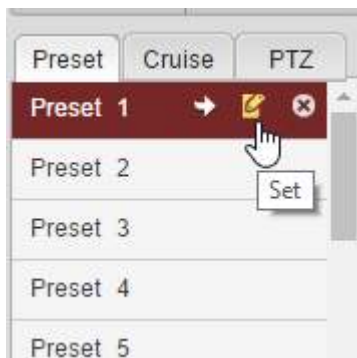 Preset Cruise PTZ
Preset 1
Set
Preset 2
Preset 3
Preset 4
Preset 5